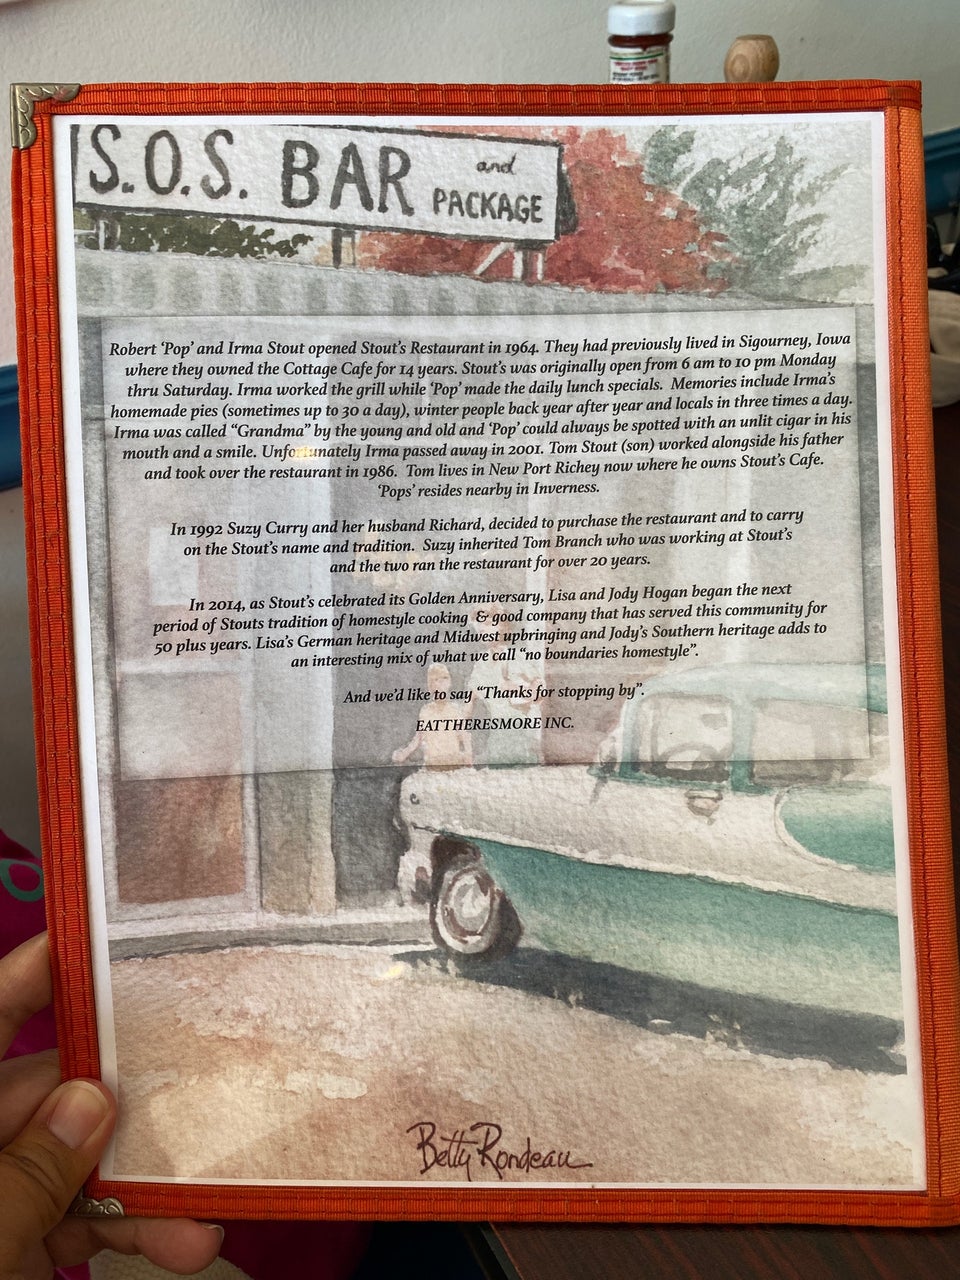 S.O.S. BAR and PACKAGE
Robert 'Pop' and Irma Stout opened Stout's Restaurant in 1964. They had previously lived in Sigourney, Iowa
where they owned the Cottage Cafe for 14 years. Stout's was originally open from 6 am to 10 pm Monday
thru Saturday. Irma worked the grill while 'Pop' made the daily lunch specials. Memories include Irma's
homemade pies (sometimes up to 30 a day), winter people back year after year and locals in three times a day.
Irma was called "Grandma" by the young and old and 'Pop' could always be spotted with an unlit cigar in his
mouth and a smile. Unfortunately Irma passed away in 2001. Tom Stout (son) worked alongside his father
and took over the restaurant in 1986. Tom lives in New Port Richey now where he owns Stout's Cafe.
'Pops' resides nearby in Inverness.
In 1992 Suzy Curry and her husband Richard, decided to purchase the restaurant and to carry
on the Stout's name and tradition. Suzy inherited Tom Branch who was working at Stout's
and the two ran the restaurant for over 20 years.
In 2014, as Stout's celebrated its Golden Anniversary, Lisa and Jody Hogan began the next
period of Stouts tradition of homestyle cooking & good company that has served this community for
50 plus years. Lisa's German heritage and Midwest upbringing and Jody's Southern heritage adds to
an interesting mix of what we call "no boundaries homestyle".
And we'd like to say "Thanks for stopping by".
EATTHERESMORE INC.
Betty Rondeau